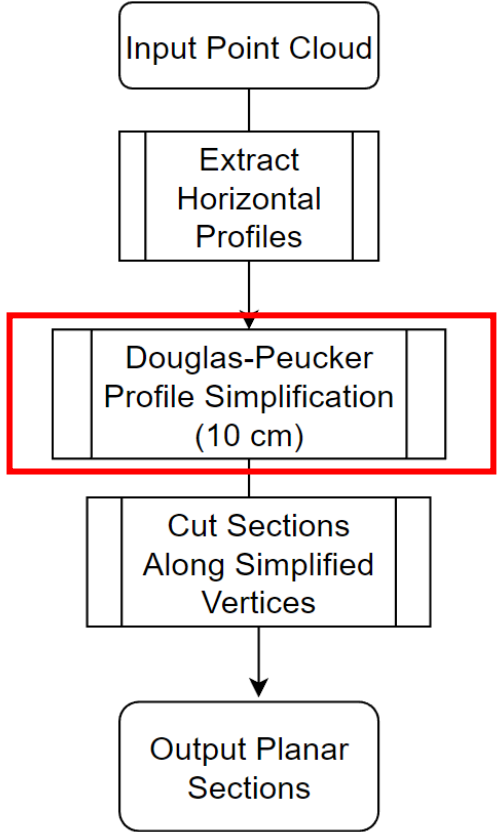 Input Point Cloud
Extract
Horizontal
Profiles
Douglas-Peucker
Profile Simplification
(10 cm)
Cut Sections
Along Simplified
Vertices
Output Planar
Sections